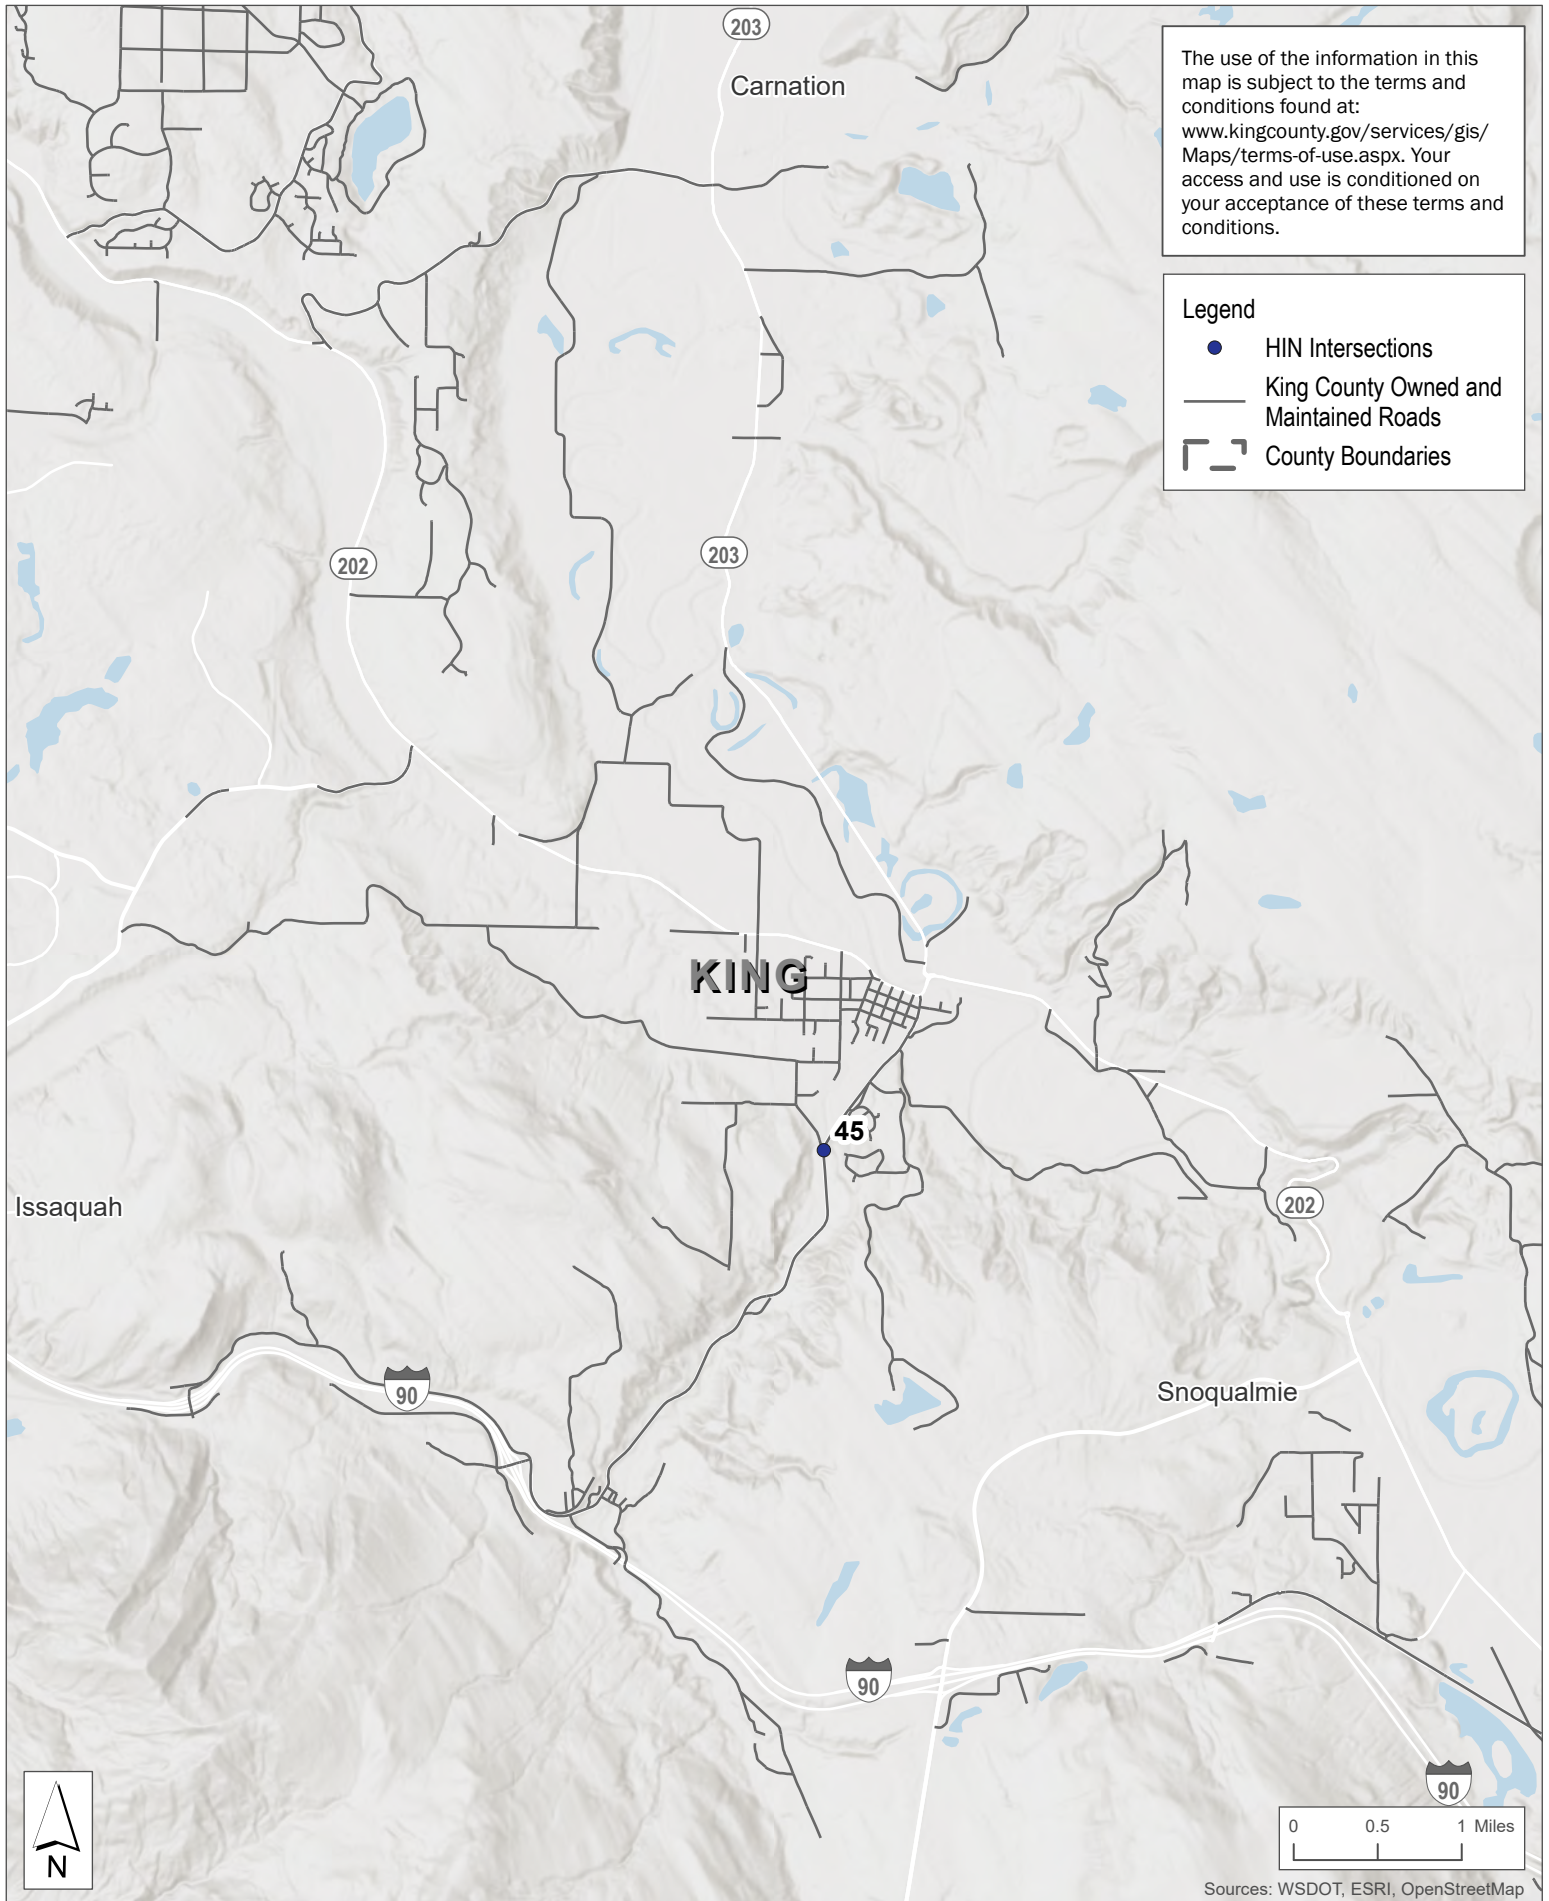 203
Carnation
The use of the information in this
map is subject to the terms and
conditions found at:
www.kingcounty.gov/services/gis/
Maps/terms-of-use.aspx. Your
access and use is conditioned on
your acceptance of these terms and
conditions.
Legend
HIN Intersections
King County Owned and
Maintained Roads
County Boundaries
202
203
KING
45
Issaquah
202
90
Snoqualmie
90
90
N
0 0.5 1 Miles
Sources: WSDOT, ESRI, OpenStreetMap